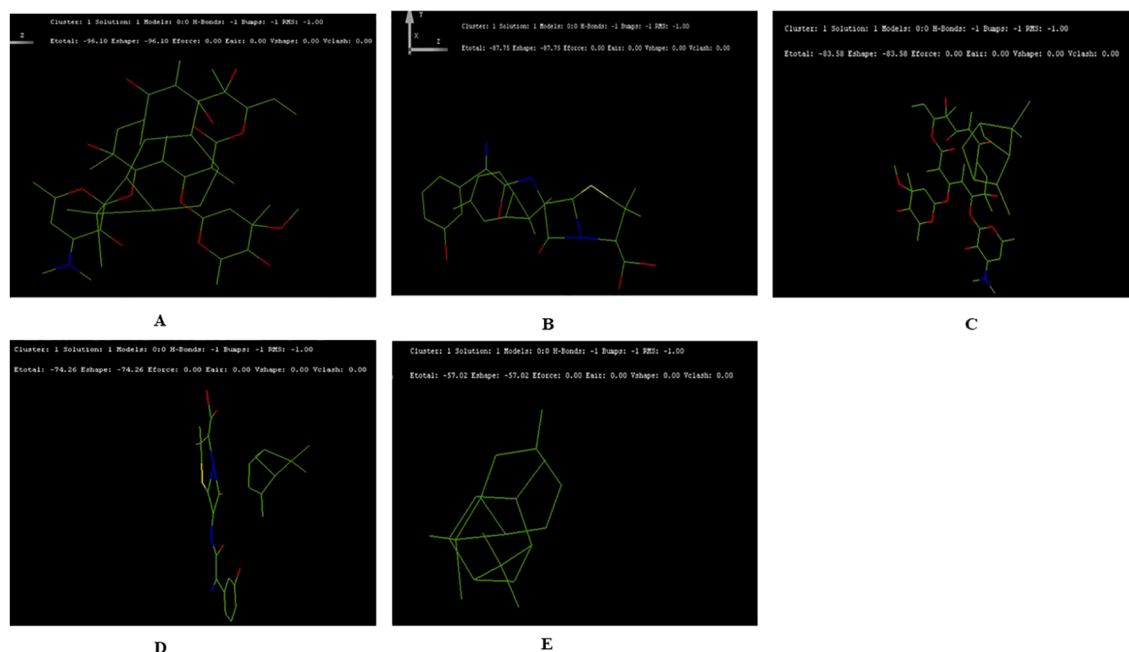 Cluster: 1 Solution: 1 Models: 0:0 H-Bonds: -1 Bumps: -1 RMS: -1.00
Z
Etotal: -96.10 Eshape: -96.10 Eforce: 0.00 Eair: 0.00 Vshape: 0.00 Vclash: 0.00
A
Y
Cluster: 1 Solution: 1 Models: 0:0 H-Bonds: -1 Bumps: -1 RMS: -1.00
X
Z
Etotal: -87.75 Eshape: -87.75 Eforce: 0.00 Eair: 0.00 Vshape: 0.00 Vclash: 0.00
B
Cluster: 1 Solution: 1 Models: 0:0 H-Bonds: -1 Bumps: -1 RMS: -1.00
Etotal: -83.58 Eshape: -83.58 Eforce: 0.00 Eair: 0.00 Vshape: 0.00 Vclash: 0.00
C
Cluster: 1 Solution: 1 Models: 0:0 H-Bonds: -1 Bumps: -1 RMS: -1.00
Etotal: -74.26 Eshape: -74.26 Eforce: 0.00 Eair: 0.00 Vshape: 0.00 Vclash: 0.00
D
Cluster: 1 Solution: 1 Models: 0:0 H-Bonds: -1 Bumps: -1 RMS: -1.00
Etotal: -57.02 Eshape: -57.02 Eforce: 0.00 Eair: 0.00 Vshape: 0.00 Vclash: 0.00
E